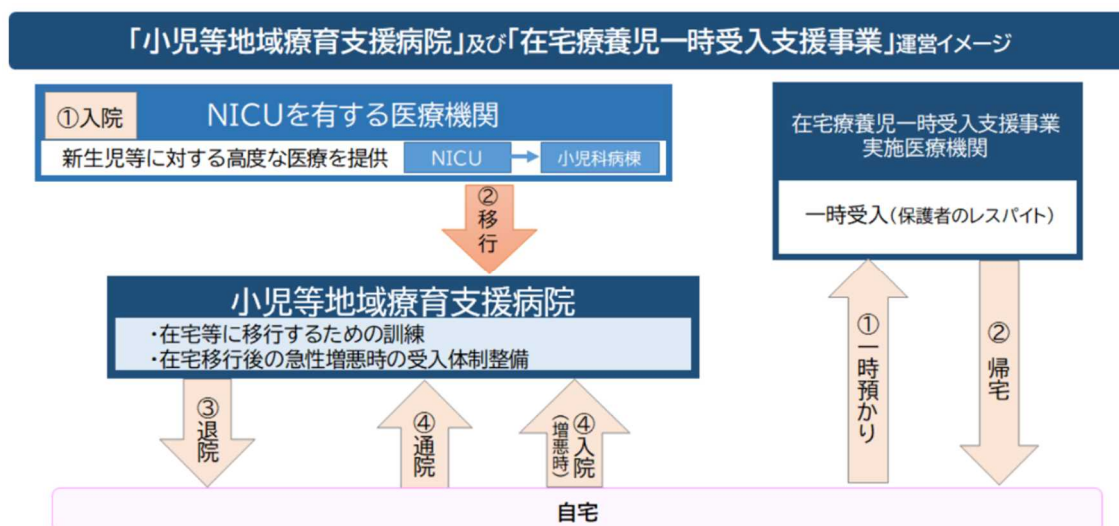 「小児等地域療育支援病院」及び「在宅療養児一時受入支援事業」運営イメージ
①入院
NICUを有する医療機関
新生児等に対する高度な医療を提供
NICU
小児科病棟
②移行
小児等地域療育支援病院
・在宅等に移行するための訓練
・在宅移行後の急性増悪時の受入体制整備
③退院
④通院
④入院
(増悪時)
在宅療養児一時受入支援事業
実施医療機関
一時受入(保護者のレスパイト)
①一時預かり
②帰宅
自宅